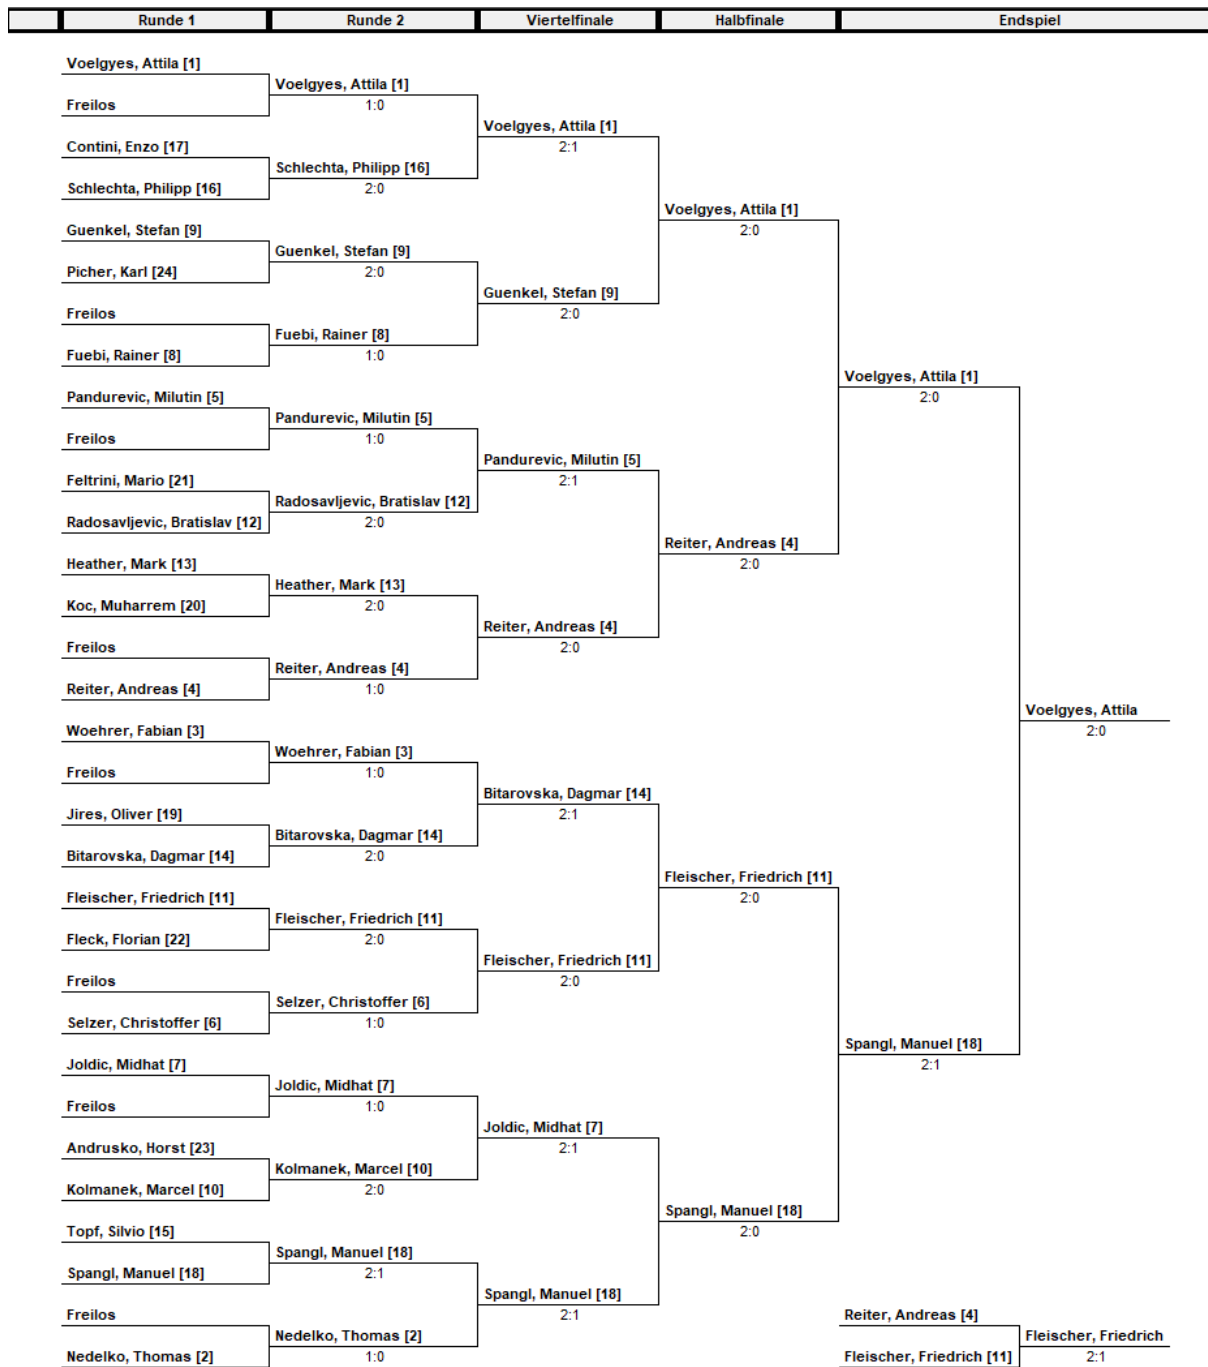 Runde 1
Runde 2
Viertelfinale
Halbfinale
Endspiel
Voelgyes, Attila [1]
Freilos
Contini, Enzo [17]
Schlechta, Philipp [16]
Guenkel, Stefan [9]
Picher, Karl [24]
Freilos
Fuebi, Rainer [8]
Pandurevic, Milutin [5]
Freilos
Feltrini, Mario [21]
Radosavljevic, Bratislav [12]
Heather, Mark [13]
Koc, Muharrem [20]
Freilos
Reiter, Andreas [4]
Woehrer, Fabian [3]
Freilos
Jires, Oliver [19]
Bitarovska, Dagmar [14]
Fleischer, Friedrich [11]
Fleck, Florian [22]
Freilos
Selzer, Christoffer [6]
Joldic, Midhat [7]
Freilos
Andrusko, Horst [23]
Kolmanek, Marcel [10]
Topf, Silvio [15]
Spangl, Manuel [18]
Freilos
Nedelko, Thomas [2]
Voelgyes, Attila [1]
1:0
Schlechta, Philipp [16]
2:0
Guenkel, Stefan [9]
2:0
Fuebi, Rainer [8]
1:0
Pandurevic, Milutin [5]
1:0
Radosavljevic, Bratislav [12]
2:0
Heather, Mark [13]
2:0
Reiter, Andreas [4]
1:0
Woehrer, Fabian [3]
1:0
Bitarovska, Dagmar [14]
2:0
Fleischer, Friedrich [11]
2:0
Selzer, Christoffer [6]
1:0
Joldic, Midhat [7]
1:0
Kolmanek, Marcel [10]
2:0
Spangl, Manuel [18]
2:1
Nedelko, Thomas [2]
1:0
Voelgyes, Attila [1]
2:1
Guenkel, Stefan [9]
2:0
Pandurevic, Milutin [5]
2:1
Reiter, Andreas [4]
2:0
Bitarovska, Dagmar [14]
2:1
Fleischer, Friedrich [11]
2:0
Joldic, Midhat [7]
2:1
Spangl, Manuel [18]
2:1
Voelgyes, Attila [1]
2:0
Reiter, Andreas [4]
2:0
Fleischer, Friedrich [11]
2:0
Spangl, Manuel [18]
2:0
Voelgyes, Attila [1]
2:0
Spangl, Manuel [18]
2:1
Voelgyes, Attila
2:0
Reiter, Andreas [4]
Fleischer, Friedrich [11]
Fleischer, Friedrich
2:1